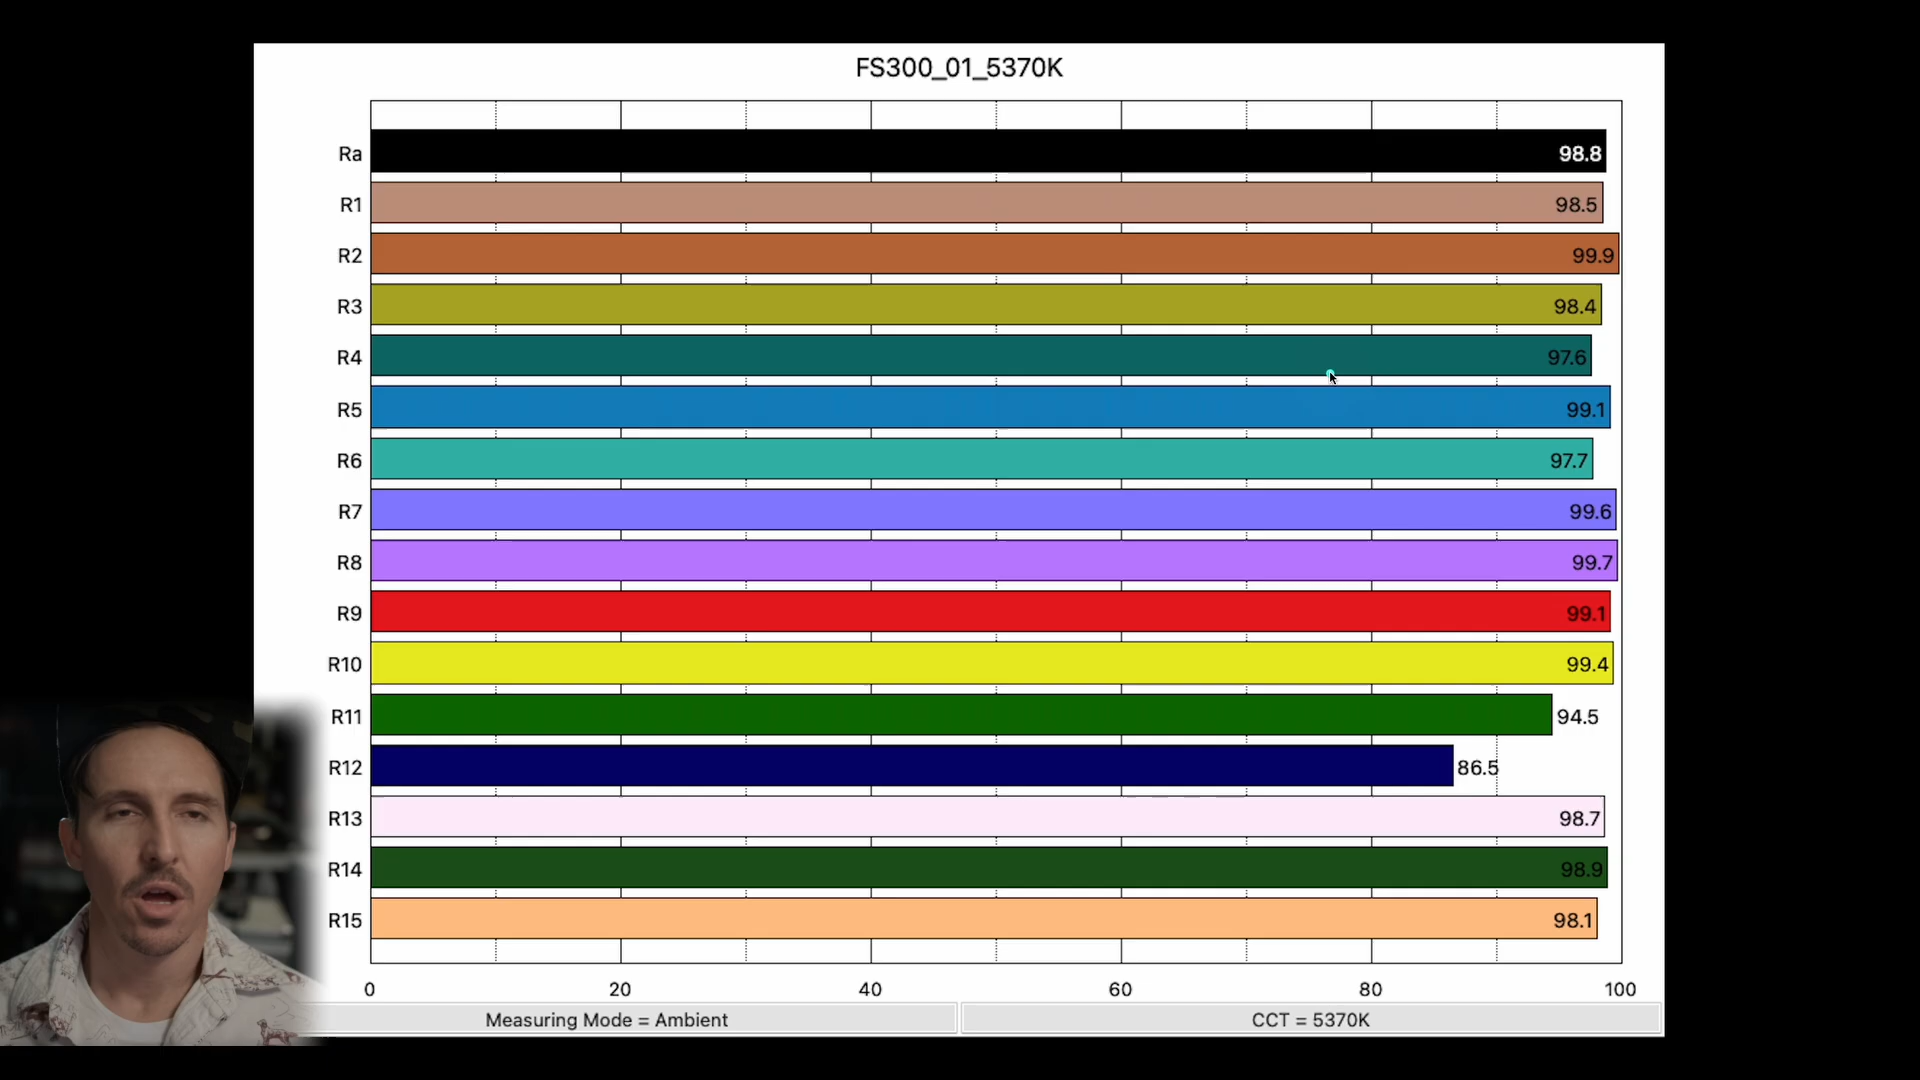 FS300_01_5370K
Ra 98.8
R1 98.5
R2 99.9
R3 98.4
R4 97.6
R5 99.1
R6 97.7
R7 99.6
R8 99.7
R9 99.1
R10 99.4
R11 94.5
R12 86.5
R13 98.7
R14 98.9
R15 98.1
0 20 40 60 80 100
Measuring Mode = Ambient CCT = 5370K